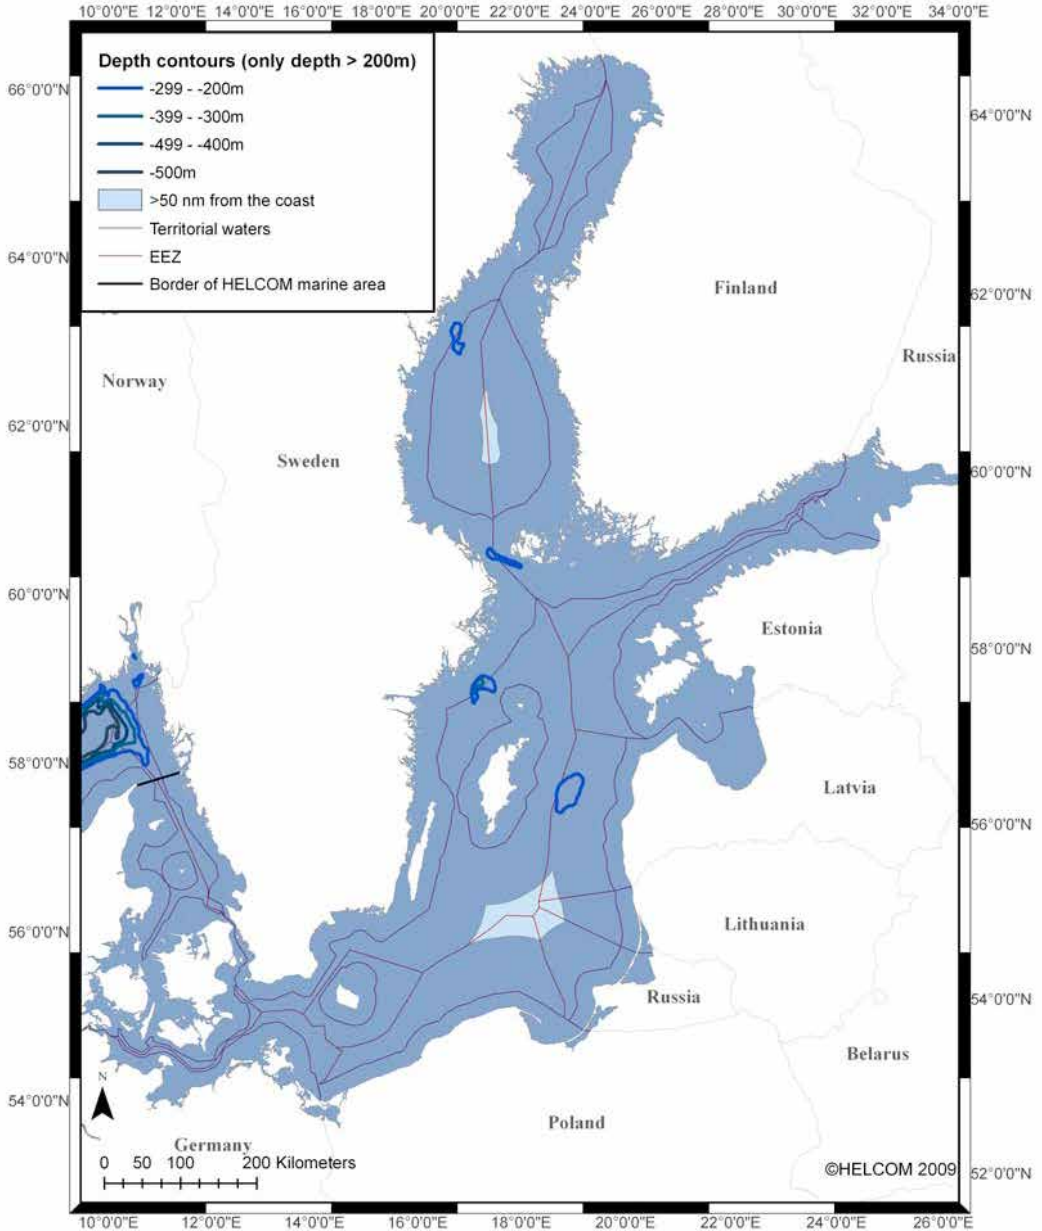 10°0'0"E 12°0'0"E 14°0'0"E 16°0'0"E 18°0'0"E 20°0'0"E 22°0'0"E 24°0'0"E 26°0'0"E 28°0'0"E 30°0'0"E 32°0'0"E 34°0'0"E
Depth contours (only depth > 200m)
-299 - -200m
-399 - -300m
-499 - -400m
-500m
>50 nm from the coast
Territorial waters
EEZ
Border of HELCOM marine area
66°0'0"N
64°0'0"N
64°0'0"N
62°0'0"N
Finland
Russia
Norway
62°0'0"N
Sweden
60°0'0"N
60°0'0"N
Estonia
58°0'0"N
58°0'0"N
Latvia
56°0'0"N
Lithuania
56°0'0"N
Russia
54°0'0"N
Belarus
N
54°0'0"N
Poland
Germany
0 50 100 200 Kilometers
©HELCOM 2009
52°0'0"N
10°0'0"E 12°0'0"E 14°0'0"E 16°0'0"E 18°0'0"E 20°0'0"E 22°0'0"E 24°0'0"E 26°0'0"E